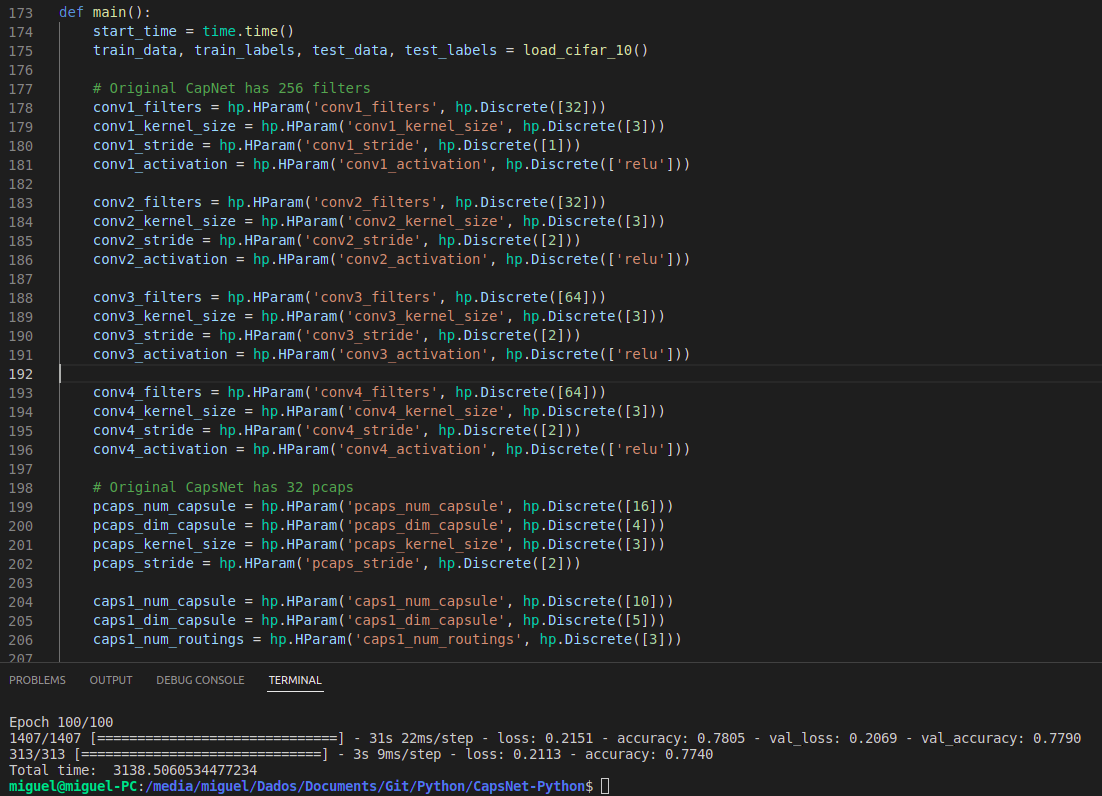 173 def main():
174 start_time = time.time()
175 train_data, train_labels, test_data, test_labels = load_cifar_10()
176
177 # Original CapNet has 256 filters
178 conv1_filters = hp.HParam('conv1_filters', hp.Discrete([32]))
179 conv1_kernel_size = hp.HParam('conv1_kernel_size', hp.Discrete([3]))
180 conv1_stride = hp.HParam('conv1_stride', hp.Discrete([1]))
181 conv1_activation = hp.HParam('conv1_activation', hp.Discrete(['relu']))
182
183 conv2_filters = hp.HParam('conv2_filters', hp.Discrete([32]))
184 conv2_kernel_size = hp.HParam('conv2_kernel_size', hp.Discrete([3]))
185 conv2_stride = hp.HParam('conv2_stride', hp.Discrete([2]))
186 conv2_activation = hp.HParam('conv2_activation', hp.Discrete(['relu']))
187
188 conv3_filters = hp.HParam('conv3_filters', hp.Discrete([64]))
189 conv3_kernel_size = hp.HParam('conv3_kernel_size', hp.Discrete([3]))
190 conv3_stride = hp.HParam('conv3_stride', hp.Discrete([2]))
191 conv3_activation = hp.HParam('conv3_activation', hp.Discrete(['relu']))
192
193 conv4_filters = hp.HParam('conv4_filters', hp.Discrete([64]))
194 conv4_kernel_size = hp.HParam('conv4_kernel_size', hp.Discrete([3]))
195 conv4_stride = hp.HParam('conv4_stride', hp.Discrete([2]))
196 conv4_activation = hp.HParam('conv4_activation', hp.Discrete(['relu']))
197
198 # Original CapsNet has 32 pcaps
199 pcaps_num_capsule = hp.HParam('pcaps_num_capsule', hp.Discrete([16]))
200 pcaps_dim_capsule = hp.HParam('pcaps_dim_capsule', hp.Discrete([4]))
201 pcaps_kernel_size = hp.HParam('pcaps_kernel_size', hp.Discrete([3]))
202 pcaps_stride = hp.HParam('pcaps_stride', hp.Discrete([2]))
203
204 caps1_num_capsule = hp.HParam('caps1_num_capsule', hp.Discrete([10]))
205 caps1_dim_capsule = hp.HParam('caps1_dim_capsule', hp.Discrete([5]))
206 caps1_num_routings = hp.HParam('caps1_num_routings', hp.Discrete([3]))
207
PROBLEMS OUTPUT DEBUG CONSOLE TERMINAL
Epoch 100/100
1407/1407 [==============================] - 31s 22ms/step - loss: 0.2151 - accuracy: 0.7805 - val_loss: 0.2069 - val_accuracy: 0.7790
313/313 [==============================] - 3s 9ms/step - loss: 0.2113 - accuracy: 0.7740
Total time:  3138.5060534477234
miguel@miguel-PC:/media/miguel/Dados/Documents/Git/Python/CapsNet-Python$